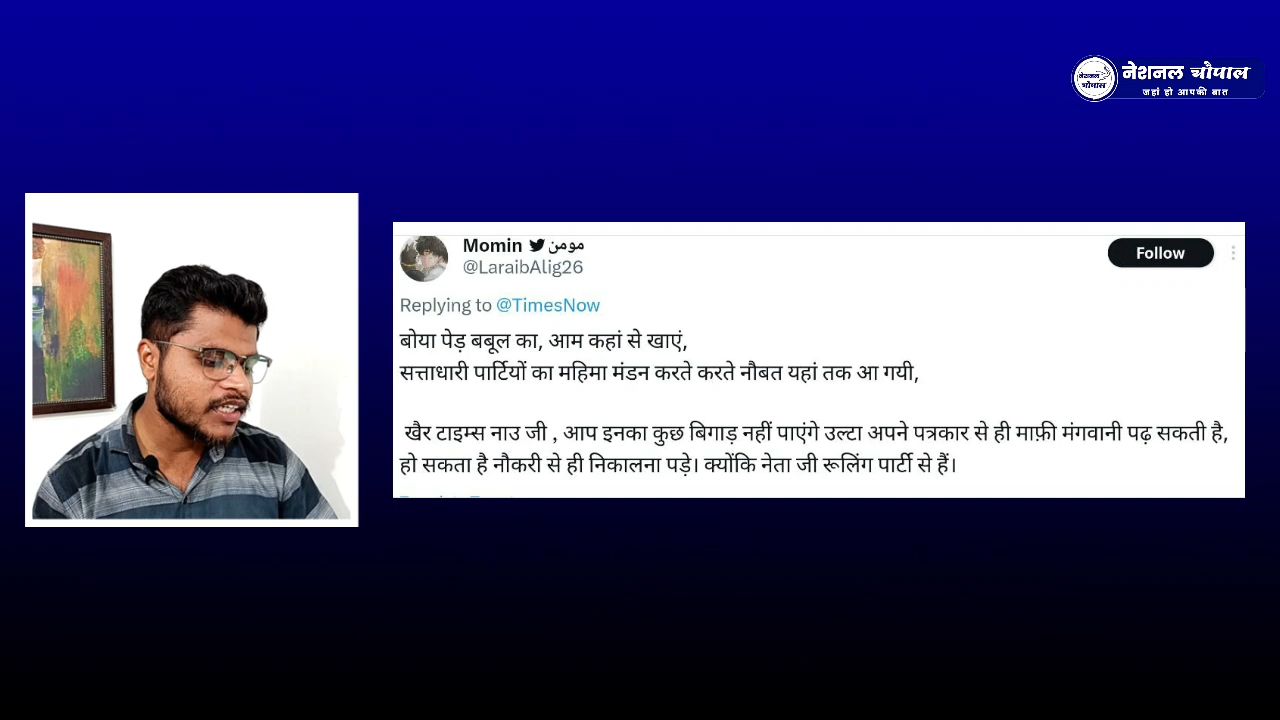 नेशनल चौपाल
नेशनल चौपाल
जहां हो आपकी बात
Momin مومن
@LaraibAlig26
Follow
Replying to @TimesNow
बोया पेड़ बबूल का, आम कहां से खाएं,
सत्ताधारी पार्टियों का महिमा मंडन करते करते नौबत यहां तक आ गयी,
खैर टाइम्स नाउ जी , आप इनका कुछ बिगाड़ नहीं पाएंगे उल्टा अपने पत्रकार से ही माफ़ी मंगवानी पढ़ सकती है,
हो सकता है नौकरी से ही निकालना पड़े। क्योंकि नेता जी रूलिंग पार्टी से हैं।